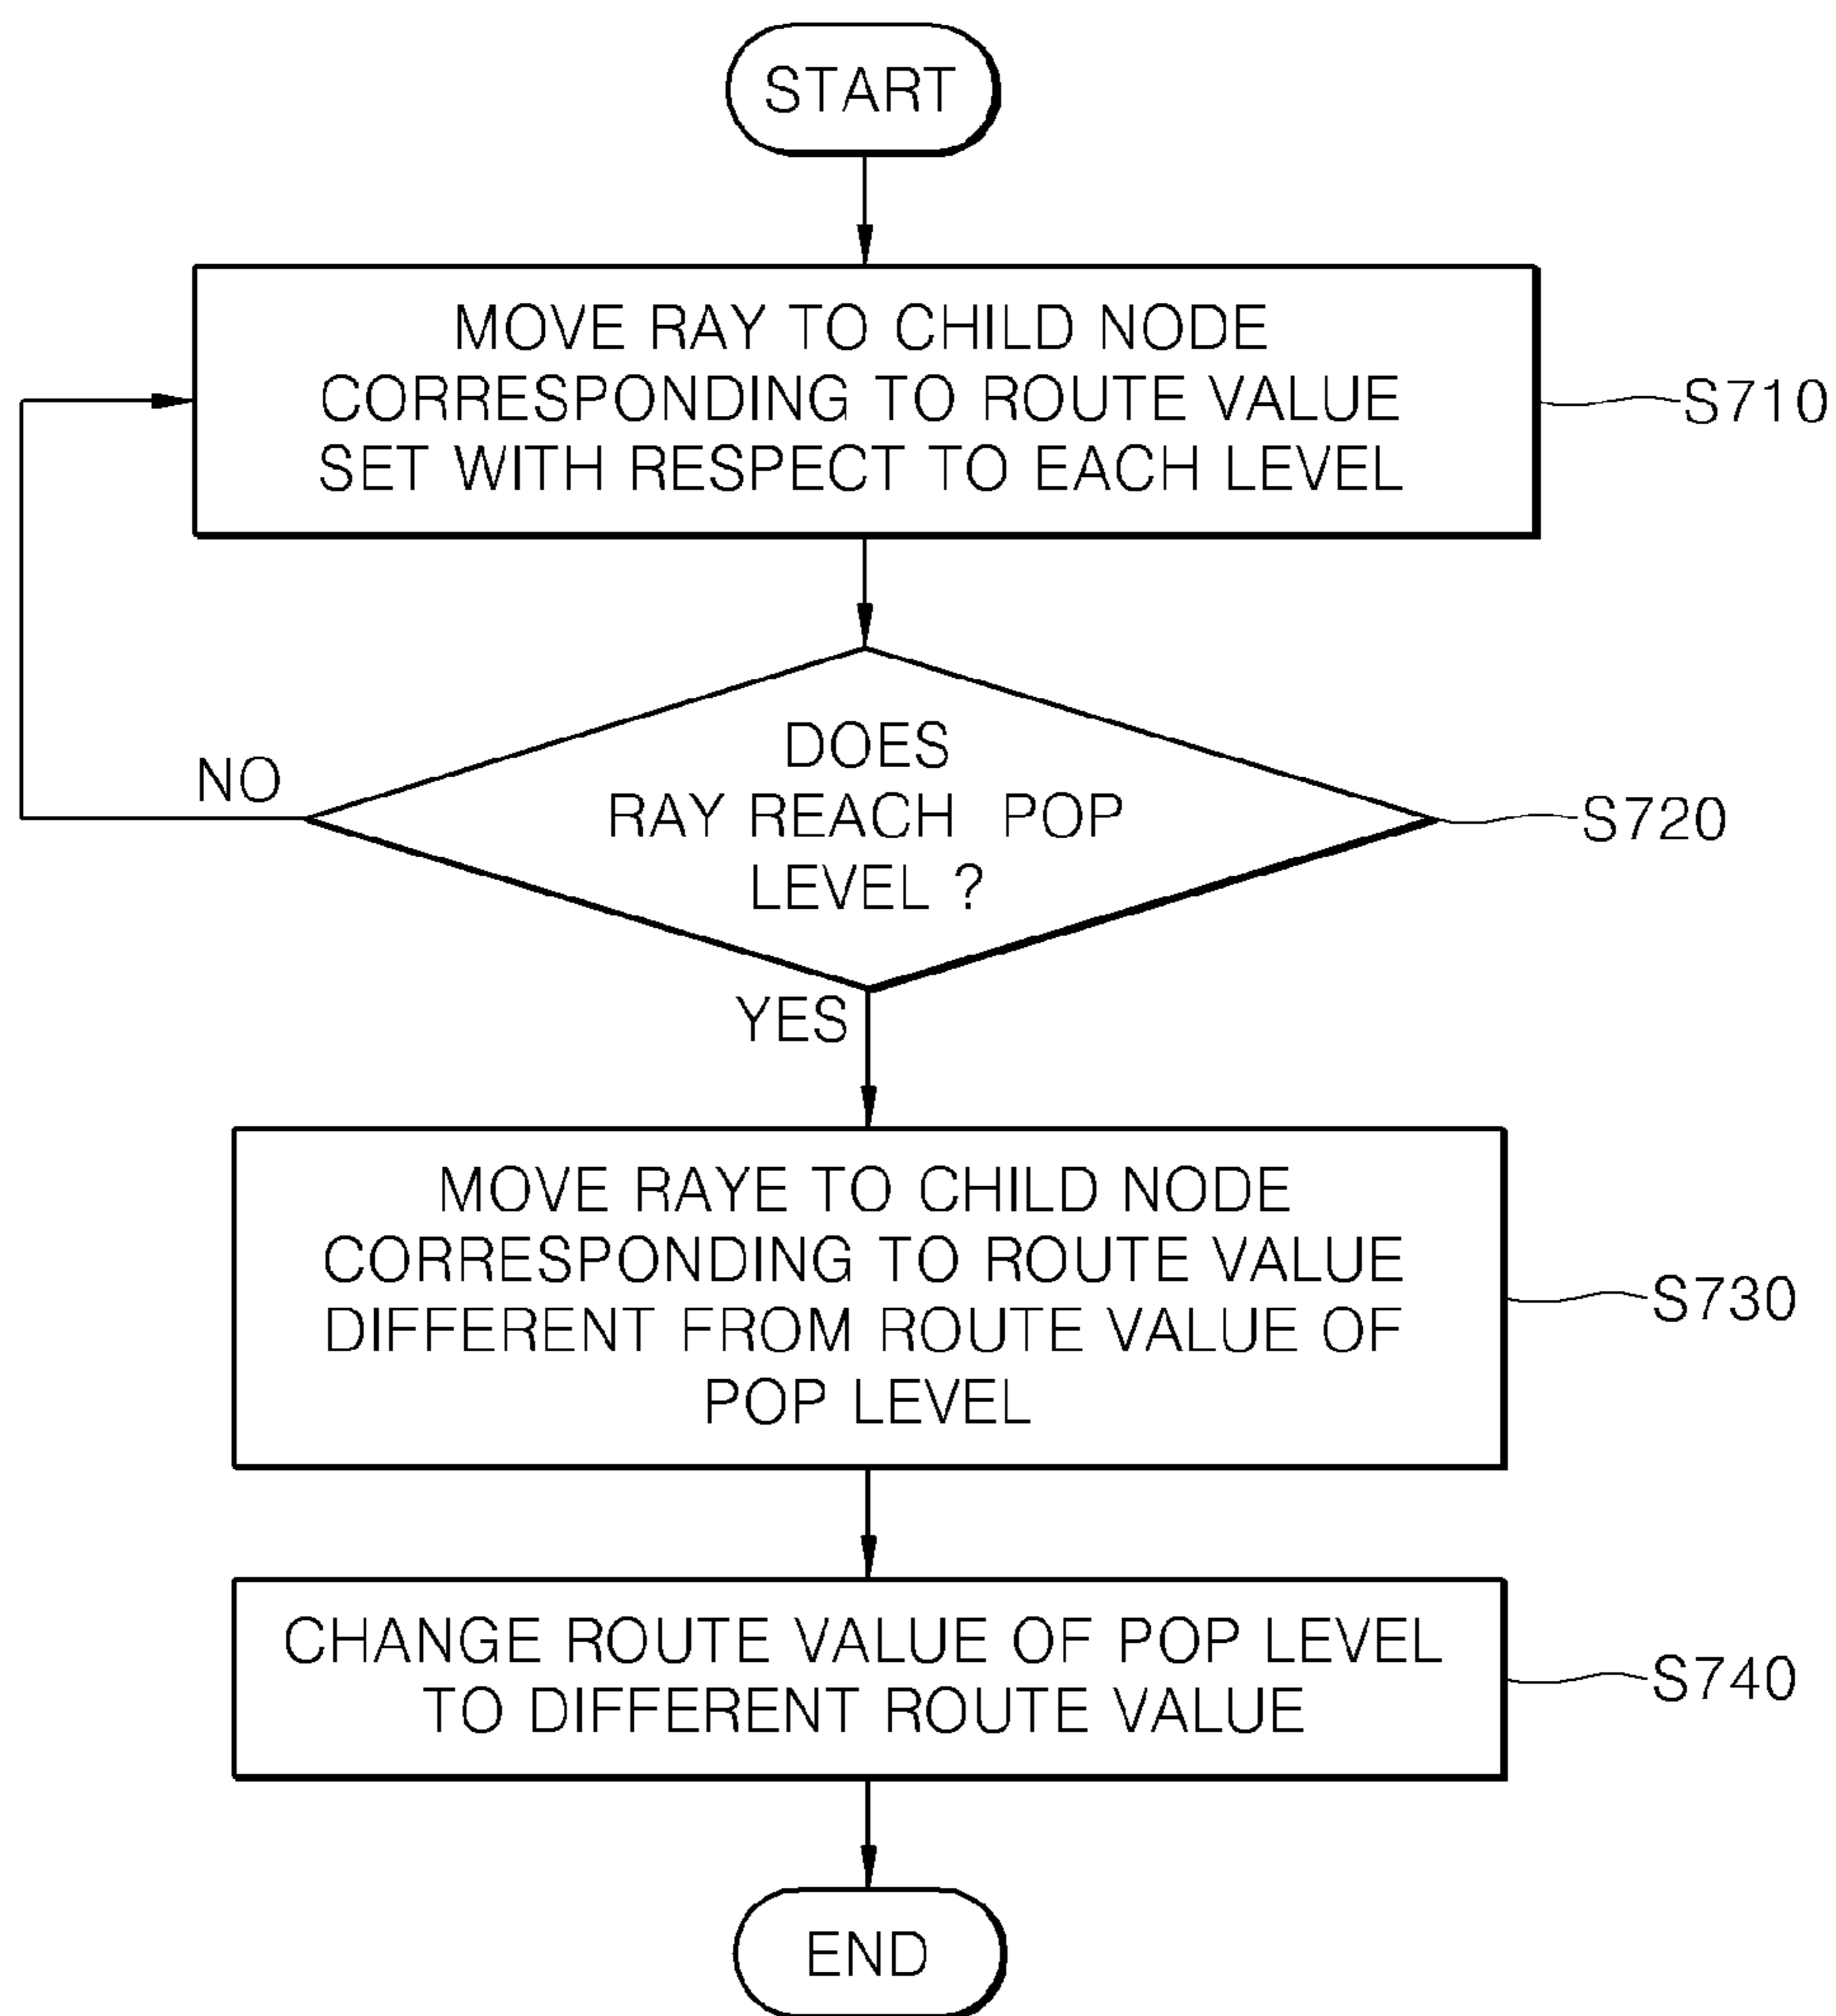 START
MOVE RAY TO CHILD NODE
CORRESPONDING TO ROUTE VALUE
SET WITH RESPECT TO EACH LEVEL
S710
DOES
RAY REACH POP
LEVEL ?
S720
NO
YES
MOVE RAYE TO CHILD NODE
CORRESPONDING TO ROUTE VALUE
DIFFERENT FROM ROUTE VALUE OF
POP LEVEL
S730
CHANGE ROUTE VALUE OF POP LEVEL
TO DIFFERENT ROUTE VALUE
S740
END